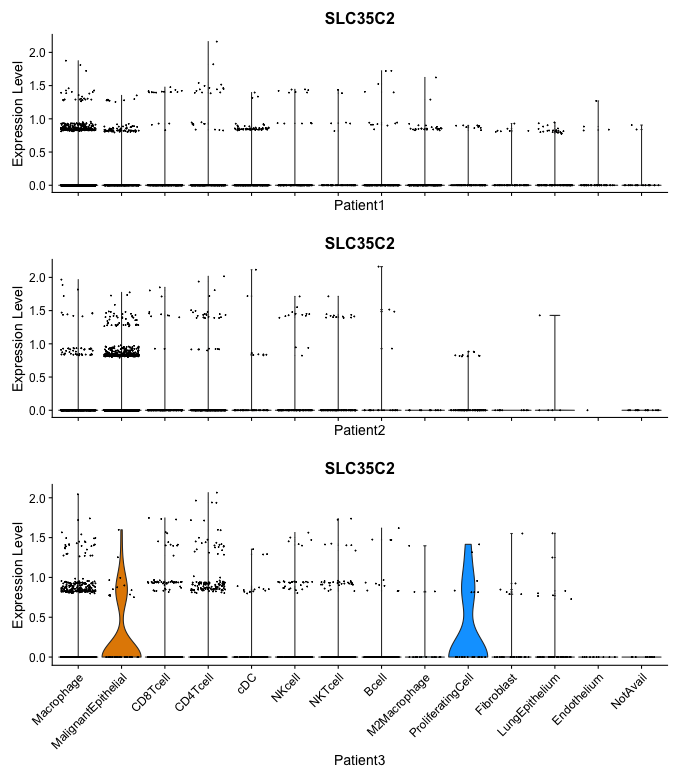 SLC35C2
Expression Level
2.0
1.5
1.0
0.5
0.0
Patient1
SLC35C2
Expression Level
2.0
1.5
1.0
0.5
0.0
Patient2
SLC35C2
Expression Level
2.0
1.5
1.0
0.5
0.0
Macrophage
MalignantEpithelial
CD8Tcell
CD4Tcell
cDC
NKcell
NKTcell
Bcell
M2Macrophage
ProliferatingCell
Fibroblast
LungEpithelium
Endothelium
NotAvail
Patient3